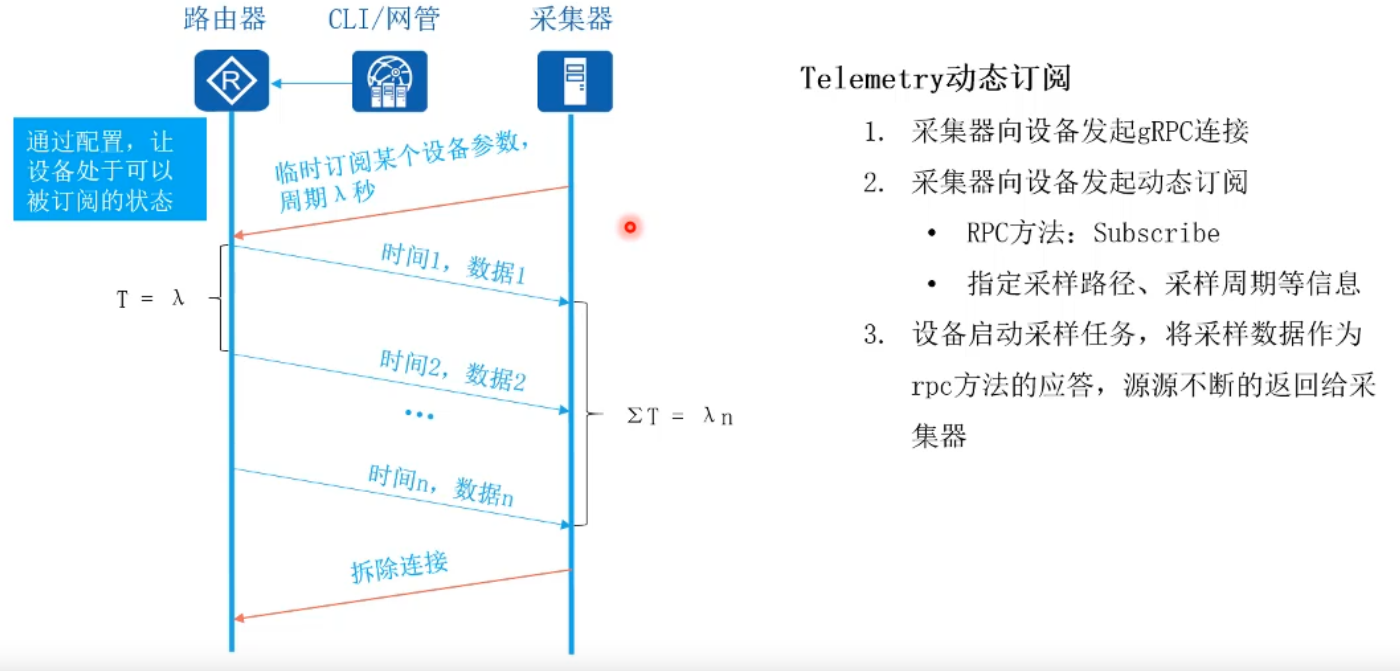 路由器
CLI/网管
采集器
R
通过配置，让
设备处于可以
被订阅的状态
临时订阅某个设备参数，
周期λ秒
时间1，数据1
T = λ
时间2，数据2
...
ΣT = λn
时间n，数据n
拆除连接
Telemetry动态订阅
1. 采集器向设备发起gRPC连接
2. 采集器向设备发起动态订阅
• RPC方法：Subscribe
• 指定采样路径、采样周期等信息
3. 设备启动采样任务，将采样数据作为
rpc方法的应答，源源不断的返回给采
集器